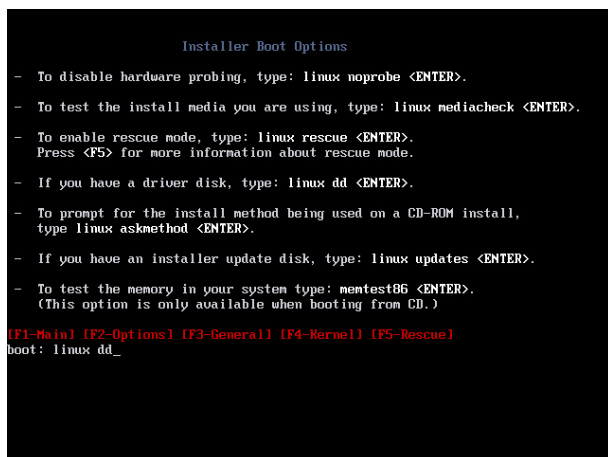 Installer Boot Options
- To disable hardware probing, type: linux noprobe <ENTER>.
- To test the install media you are using, type: linux mediacheck <ENTER>.
- To enable rescue mode, type: linux rescue <ENTER>.
Press <F5> for more information about rescue mode.
- If you have a driver disk, type: linux dd <ENTER>.
- To prompt for the install method being used on a CD-ROM install,
type linux askmethod <ENTER>.
- If you have an installer update disk, type: linux updates <ENTER>.
- To test the memory in your system type: memtest86 <ENTER>.
(This option is only available when booting from CD.)
[F1-Main] [F2-Options] [F3-General] [F4-Kernel] [F5-Rescue]
boot: linux dd_